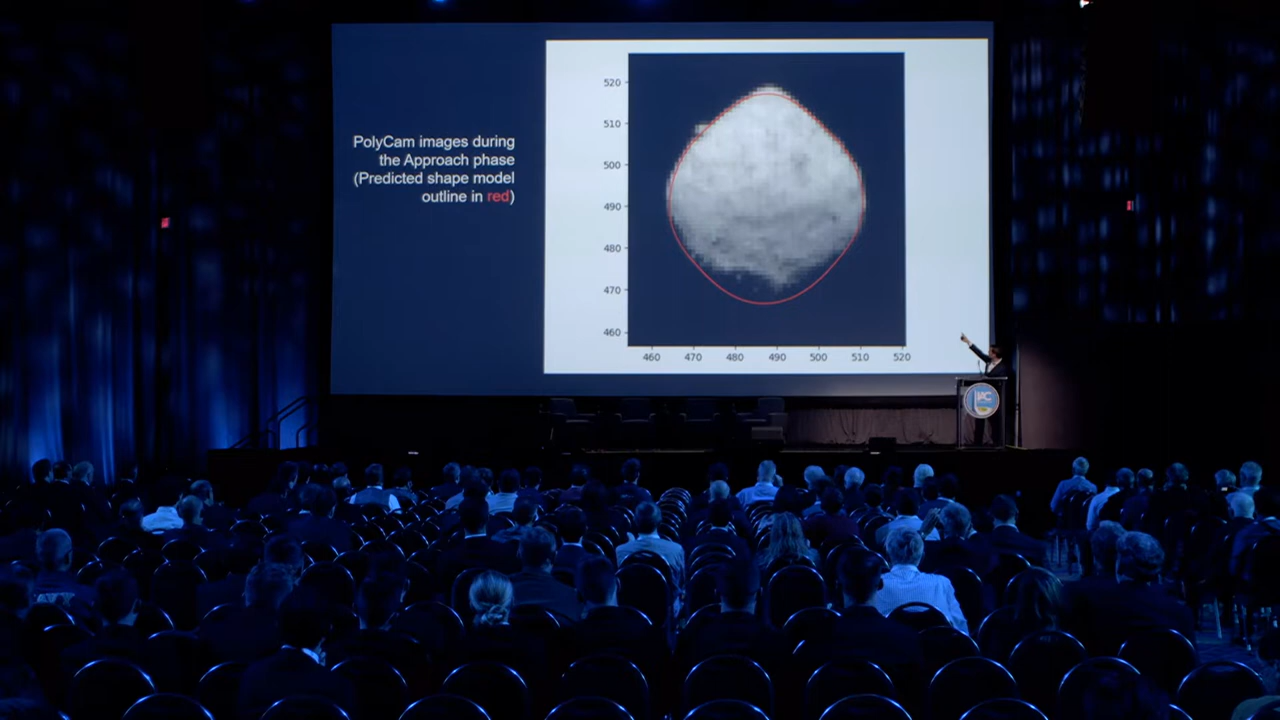 PolyCam images during
the Approach phase
(Predicted shape model
outline in red)
520
510
500
490
480
470
460
460 470 480 490 500 510 520
IAC